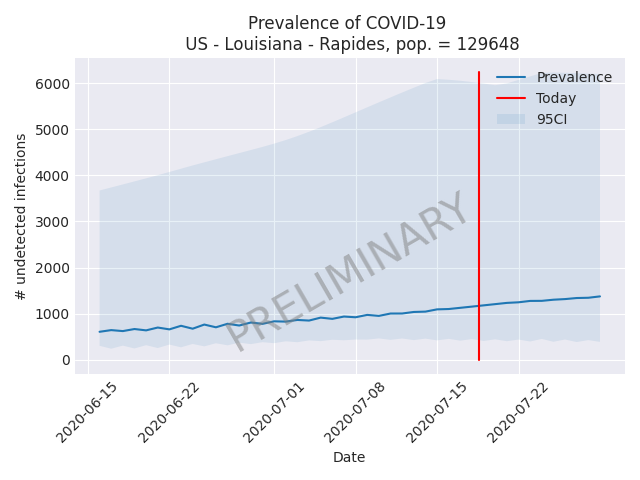 Prevalence of COVID-19
US - Louisiana - Rapides, pop. = 129648
Prevalence
Today
95CI
# undetected infections
6000
5000
4000
3000
2000
1000
0
PRELIMINARY
2020-06-15
2020-06-22
2020-07-01
2020-07-08
2020-07-15
2020-07-22
Date